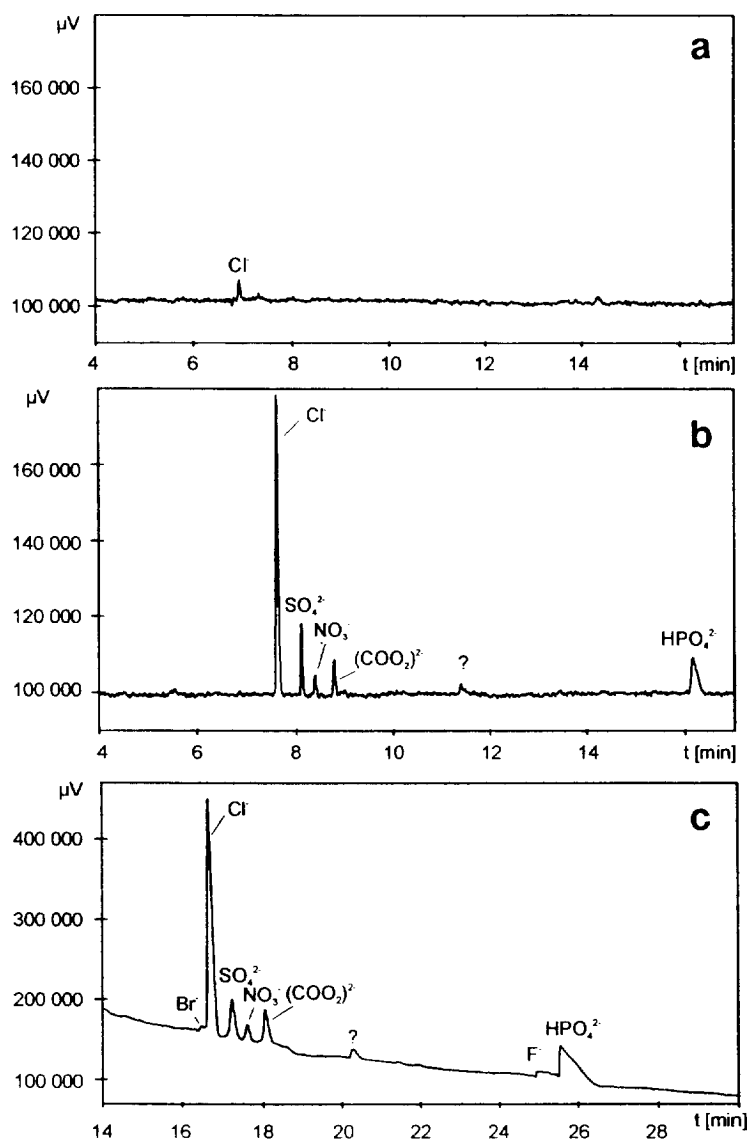 µV
a
160 000
140 000
120 000
Cl⁻
100 000
4 6 8 10 12 14 t [min]
µV
b
Cl⁻
160 000
140 000
120 000
SO₄²⁻
NO₃⁻
(COO₂)²⁻
?
HPO₄²⁻
100 000
4 6 8 10 12 14 t [min]
µV
c
Cl⁻
400 000
300 000
200 000
Br⁻
SO₄²⁻
NO₃⁻ (COO₂)²⁻
?
F⁻
HPO₄²⁻
100 000
14 16 18 20 22 24 26 28 t [min]